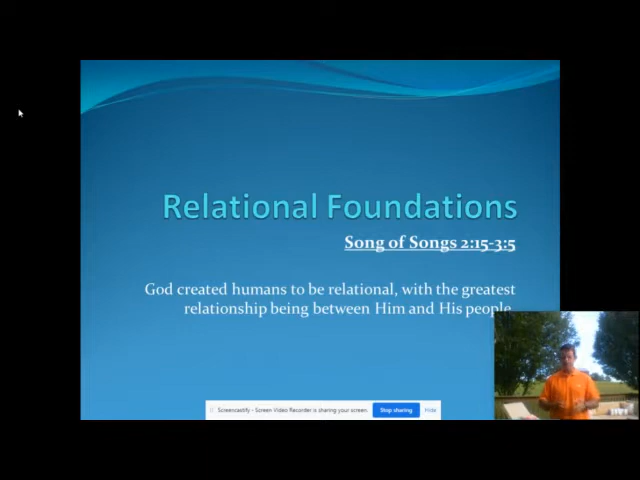 Relational Foundations
Song of Songs 2:15-3:5
God created humans to be relational, with the greatest
relationship being between Him and His people.
Screencastify - Screen Video Recorder is sharing your screen.
Stop sharing
Hide